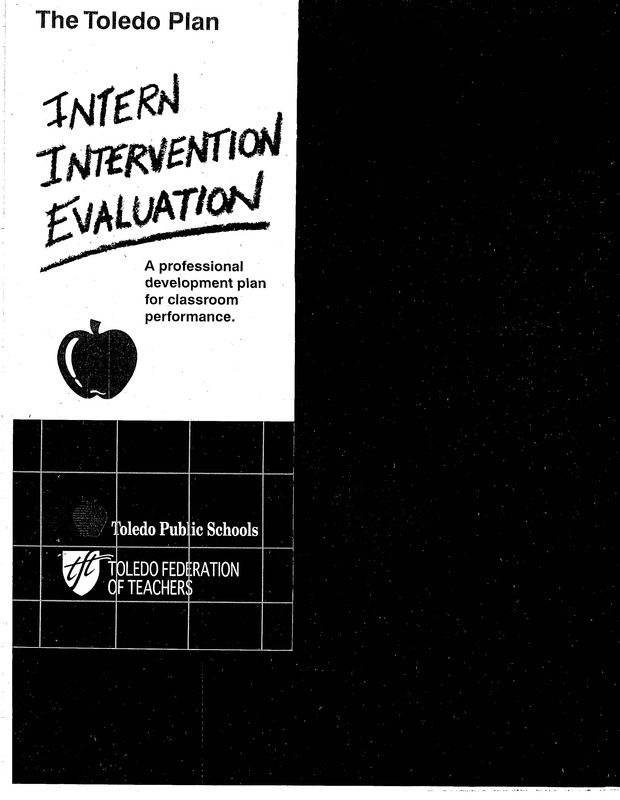 The Toledo Plan
INTERN
INTERVENTION
EVALUATION
A professional
development plan
for classroom
performance.
Toledo Public Schools
tft TOLEDO FEDERATION
OF TEACHERS